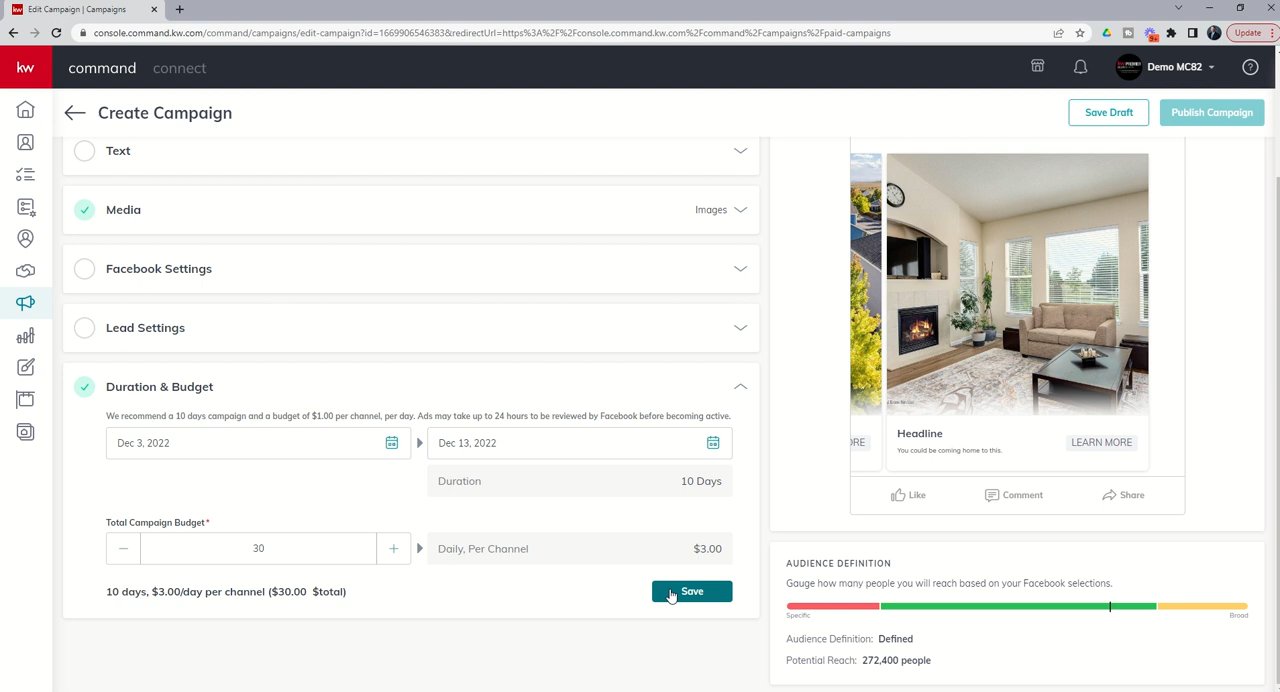 kw Edit Campaign | Campaigns
console.command.kw.com/command/campaigns/edit-campaign?id=1669906546383&redirectUrl=https%3A%2F%2Fconsole.command.kw.com%2Fcommand%2Fcampaigns%2Fpaid-campaigns
9+
Update
kw
command connect
Demo MC82
Create Campaign
Save Draft
Publish Campaign
Text
Media
Images
Facebook Settings
Lead Settings
Duration & Budget
We recommend a 10 days campaign and a budget of $1.00 per channel, per day. Ads may take up to 24 hours to be reviewed by Facebook before becoming active.
Dec 3, 2022
Dec 13, 2022
Duration 10 Days
Total Campaign Budget*
30
Daily, Per Channel $3.00
10 days, $3.00/day per channel ($30.00 $total)
Save
ORE
Headline
You could be coming home to this.
LEARN MORE
Like Comment Share
AUDIENCE DEFINITION
Gauge how many people you will reach based on your Facebook selections.
Specific Broad
Audience Definition: Defined
Potential Reach: 272,400 people